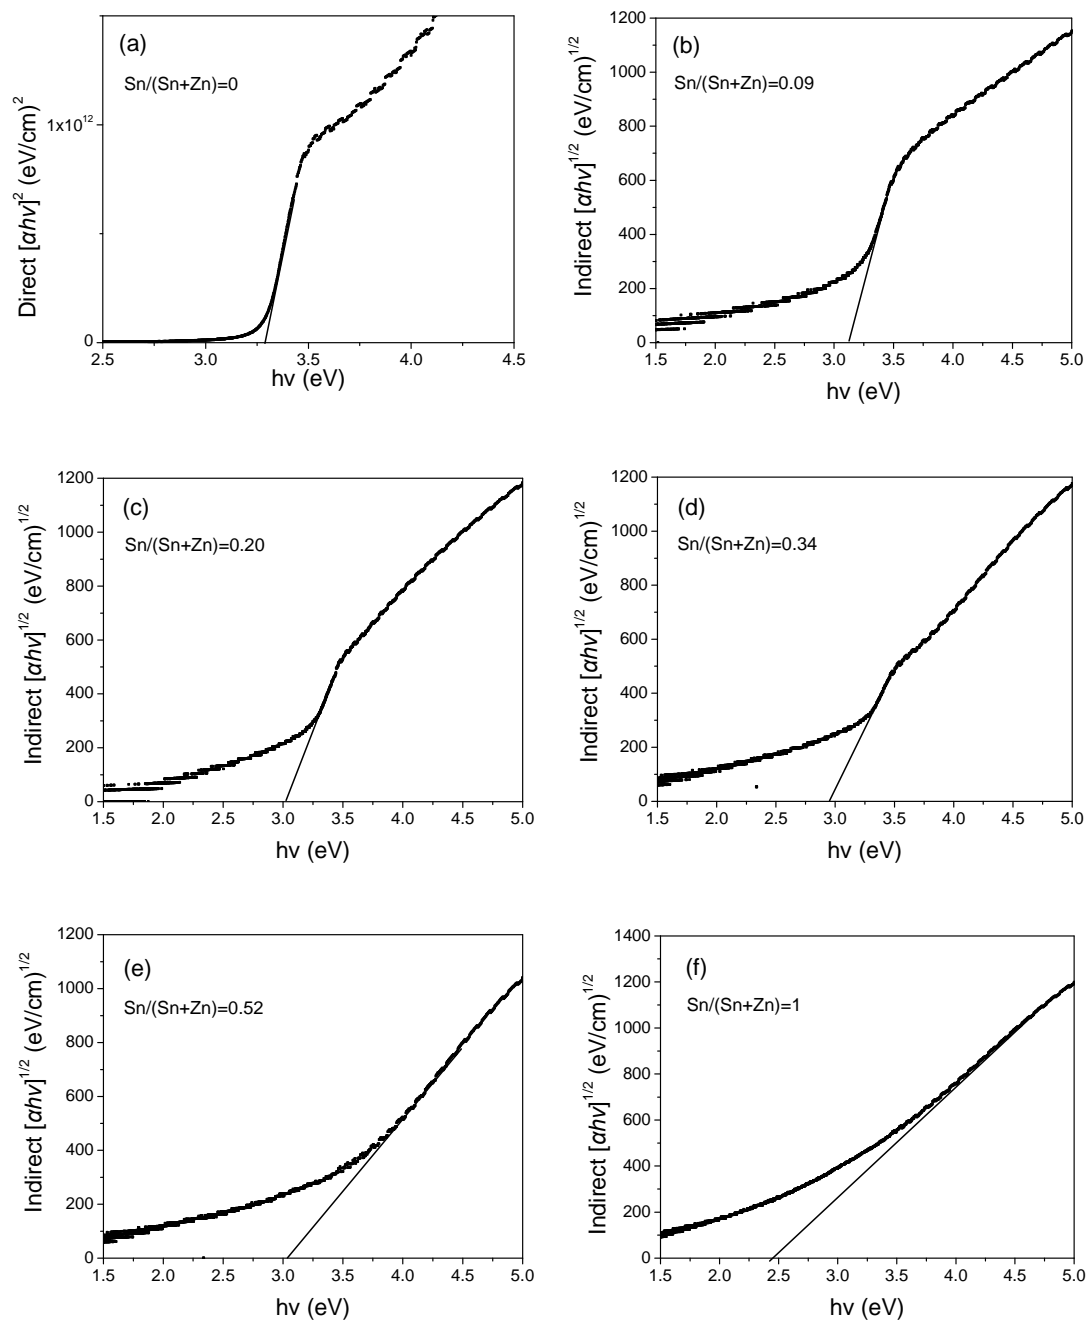 (a)
Sn/(Sn+Zn)=0
Direct [αhv]² (eV/cm)²
1x10¹²
0
2.5 3.0 3.5 4.0 4.5
hv (eV)
(b)
Sn/(Sn+Zn)=0.09
Indirect [αhv]^1/2 (eV/cm)^1/2
1200
1000
800
600
400
200
0
1.5 2.0 2.5 3.0 3.5 4.0 4.5 5.0
hv (eV)
(c)
Sn/(Sn+Zn)=0.20
Indirect [αhv]^1/2 (eV/cm)^1/2
1200
1000
800
600
400
200
0
1.5 2.0 2.5 3.0 3.5 4.0 4.5 5.0
hv (eV)
(d)
Sn/(Sn+Zn)=0.34
Indirect [αhv]^1/2 (eV/cm)^1/2
1200
1000
800
600
400
200
0
1.5 2.0 2.5 3.0 3.5 4.0 4.5 5.0
hv (eV)
(e)
Sn/(Sn+Zn)=0.52
Indirect [αhv]^1/2 (eV/cm)^1/2
1200
1000
800
600
400
200
0
1.5 2.0 2.5 3.0 3.5 4.0 4.5 5.0
hv (eV)
(f)
Sn/(Sn+Zn)=1
Indirect [αhv]^1/2 (eV/cm)^1/2
1400
1200
1000
800
600
400
200
0
1.5 2.0 2.5 3.0 3.5 4.0 4.5 5.0
hv (eV)